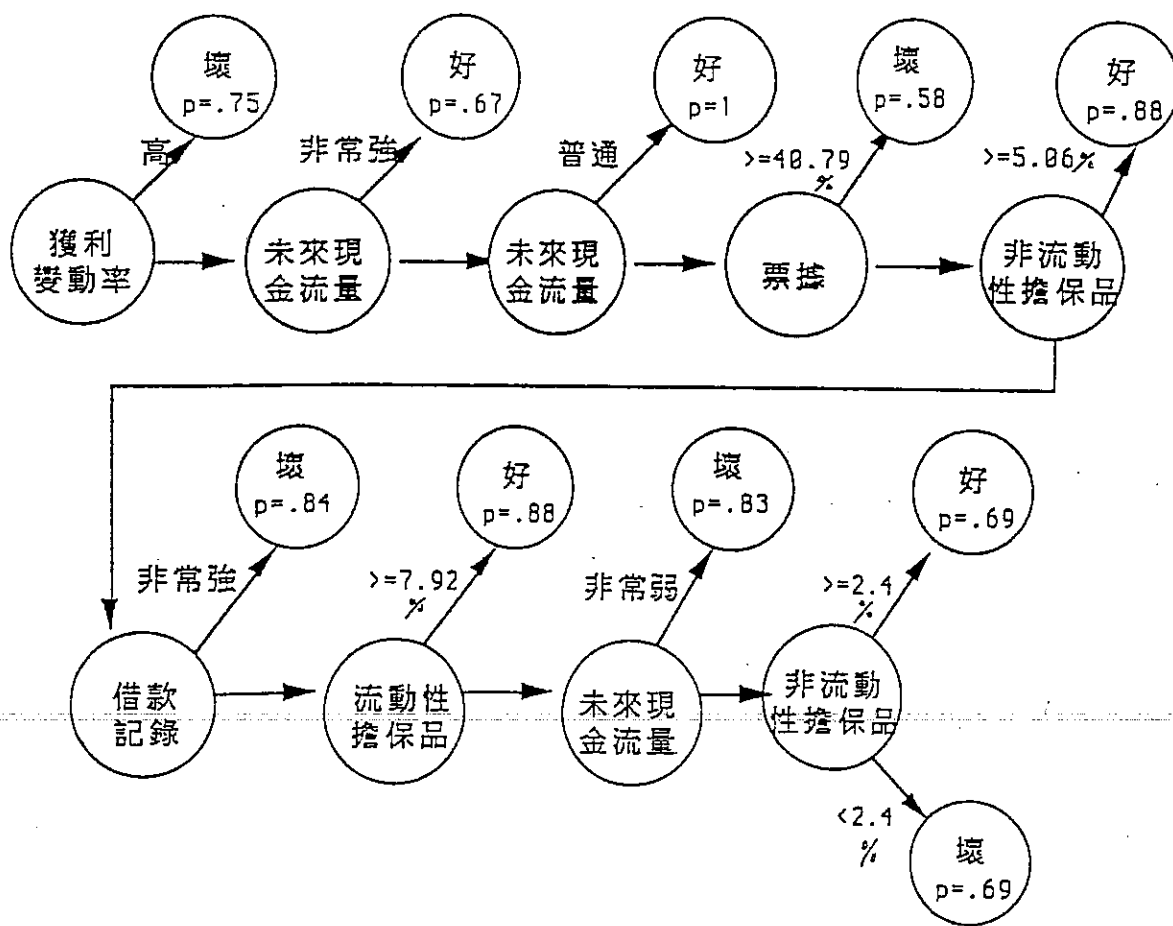 壞
p=.75
好
p=.67
好
p=1
壞
p=.58
好
p=.88
高
非常強
普通
>=40.79
%
>=5.06%
獲利
變動率
未來現
金流量
未來現
金流量
票據
非流動
性擔保品
壞
p=.84
好
p=.88
壞
p=.83
好
p=.69
非常強
>=7.92
%
非常弱
>=2.4
%
借款
記錄
流動性
擔保品
未來現
金流量
非流動
性擔保品
<2.4
%
壞
p=.69